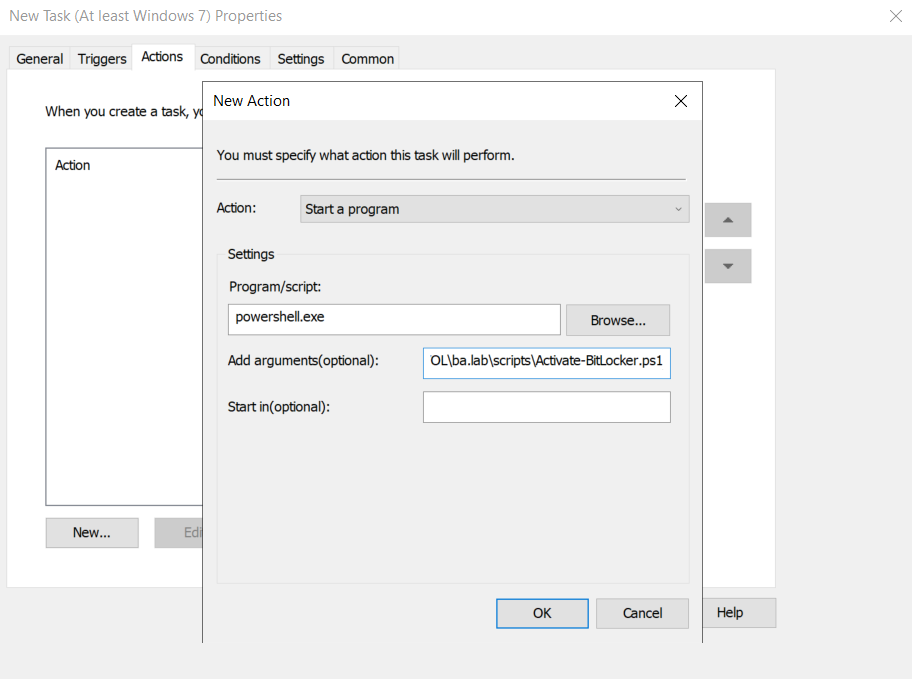 New Task (At least Windows 7) Properties
General Triggers Actions Conditions Settings Common
When you create a task,
Action
New...
New Action
You must specify what action this task will perform.
Action: Start a program
Settings
Program/script:
powershell.exe Browse...
Add arguments(optional): OL\ba.lab\scripts\Activate-BitLocker.ps1
Start in(optional):
OK Cancel Help